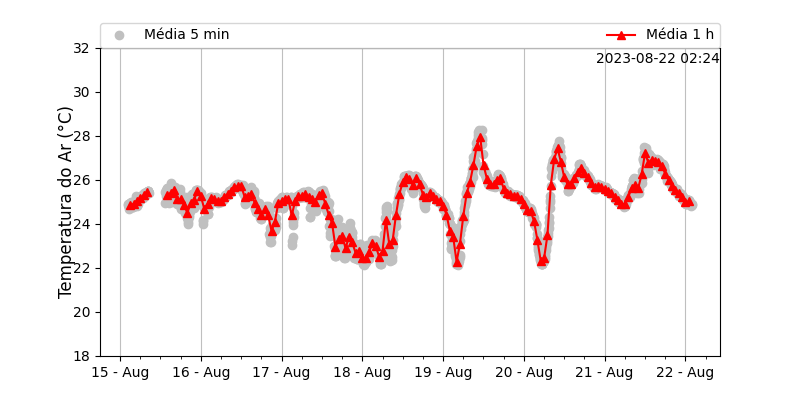 Média 5 min
Média 1 h
2023-08-22 02:24
Temperatura do Ar (°C)
32
30
28
26
24
22
20
18
15 - Aug
16 - Aug
17 - Aug
18 - Aug
19 - Aug
20 - Aug
21 - Aug
22 - Aug